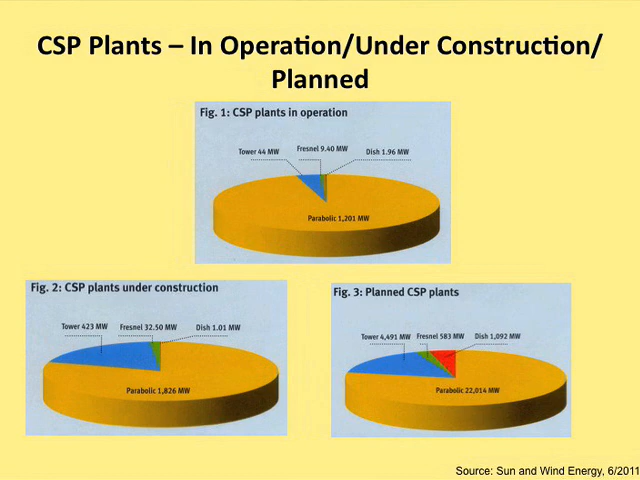 CSP Plants – In Operation/Under Construction/
Planned
Fig. 1: CSP plants in operation
Tower 44 MW
Fresnel 9.40 MW
Dish 1.96 MW
Parabolic 1,201 MW
Fig. 2: CSP plants under construction
Tower 423 MW
Fresnel 32.50 MW
Dish 1.01 MW
Parabolic 1,826 MW
Fig. 3: Planned CSP plants
Tower 4,491 MW
Fresnel 583 MW
Dish 1,092 MW
Parabolic 22,014 MW
Source: Sun and Wind Energy, 6/2011